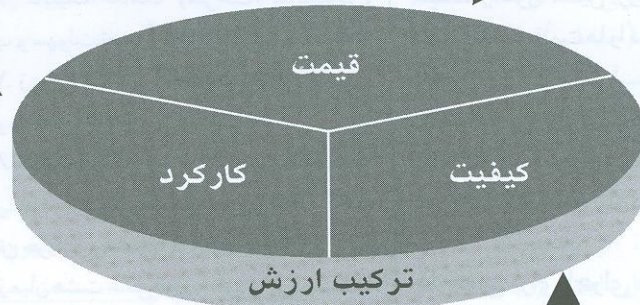 قیمت
کیفیت
کارکرد
ترکیب ارزش